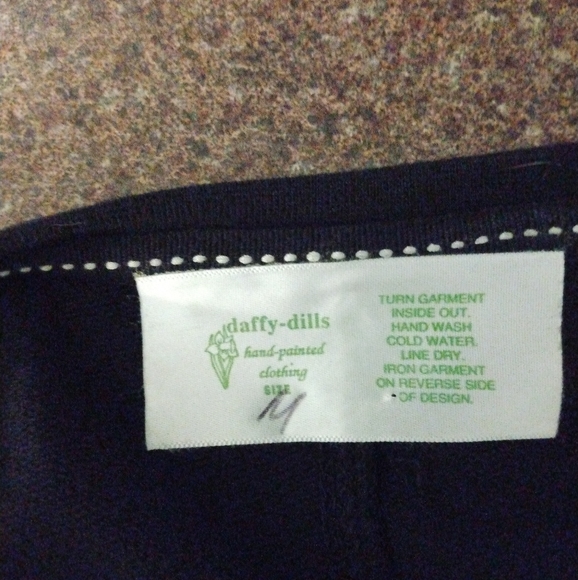 daffy-dills
hand-painted
clothing
SIZE
M
TURN GARMENT
INSIDE OUT.
HAND WASH
COLD WATER.
LINE DRY.
IRON GARMENT
ON REVERSE SIDE
OF DESIGN.